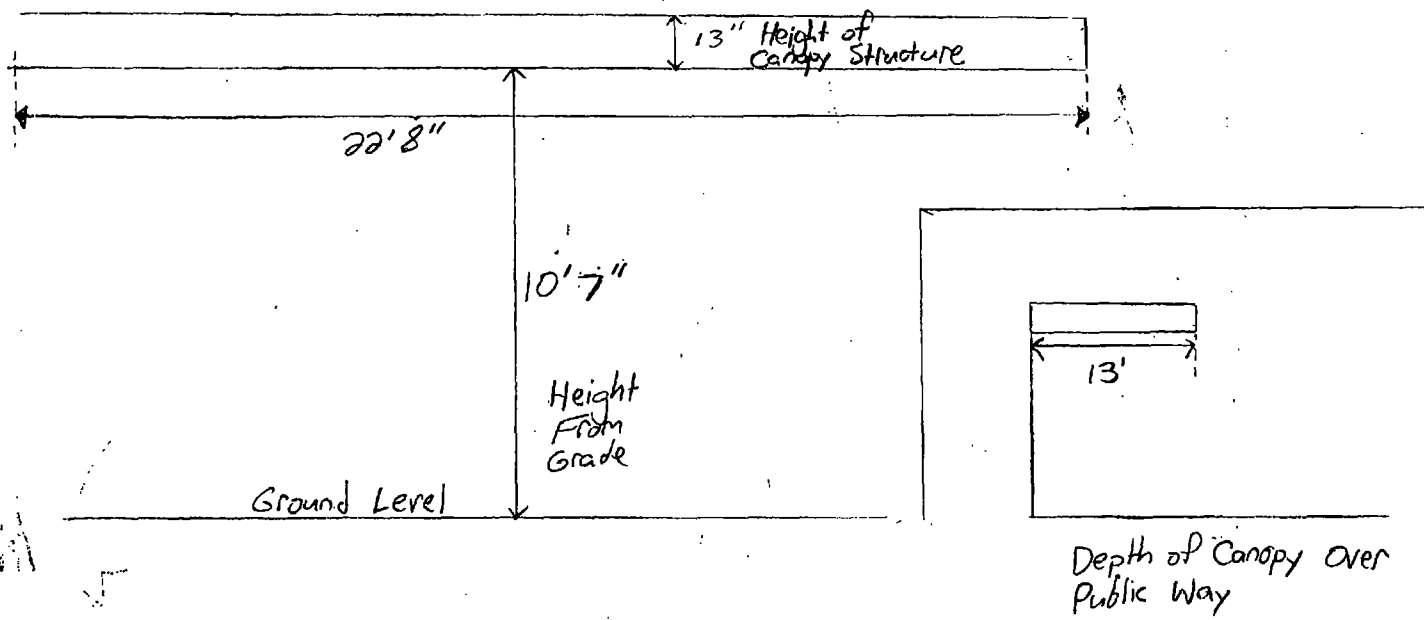 13" Height of
Canopy Structure
22'8"
10'7"
Height
From
Grade
Ground Level
13'
Depth of Canopy Over
Public Way